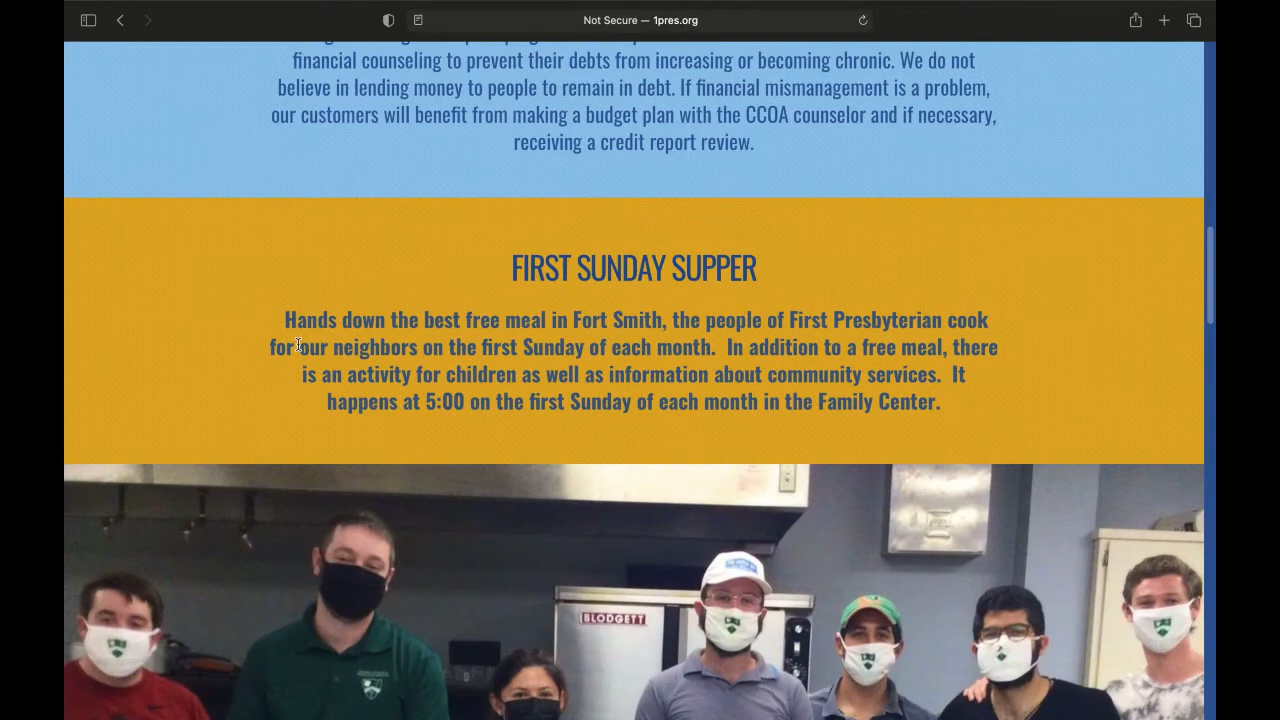 Not Secure — 1pres.org
financial counseling to prevent their debts from increasing or becoming chronic. We do not
believe in lending money to people to remain in debt. If financial mismanagement is a problem,
our customers will benefit from making a budget plan with the CCOA counselor and if necessary,
receiving a credit report review.
FIRST SUNDAY SUPPER
Hands down the best free meal in Fort Smith, the people of First Presbyterian cook
for our neighbors on the first Sunday of each month.  In addition to a free meal, there
is an activity for children as well as information about community services.  It
happens at 5:00 on the first Sunday of each month in the Family Center.
BLODGETT